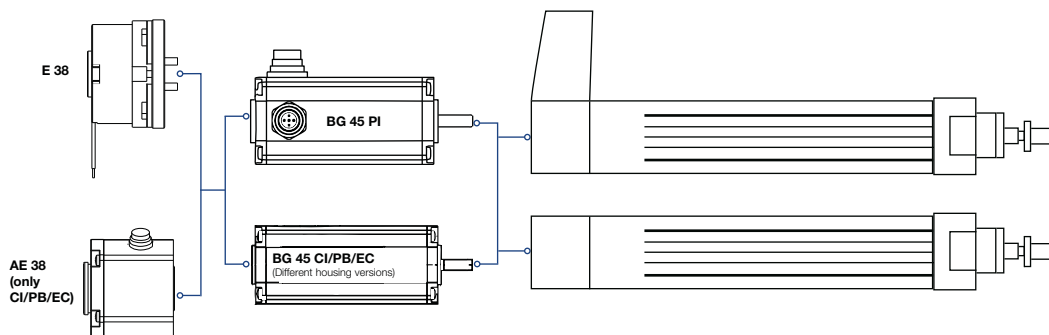 E 38
BG 45 PI
AE 38
(only
CI/PB/EC)
BG 45 CI/PB/EC
(Different housing versions)